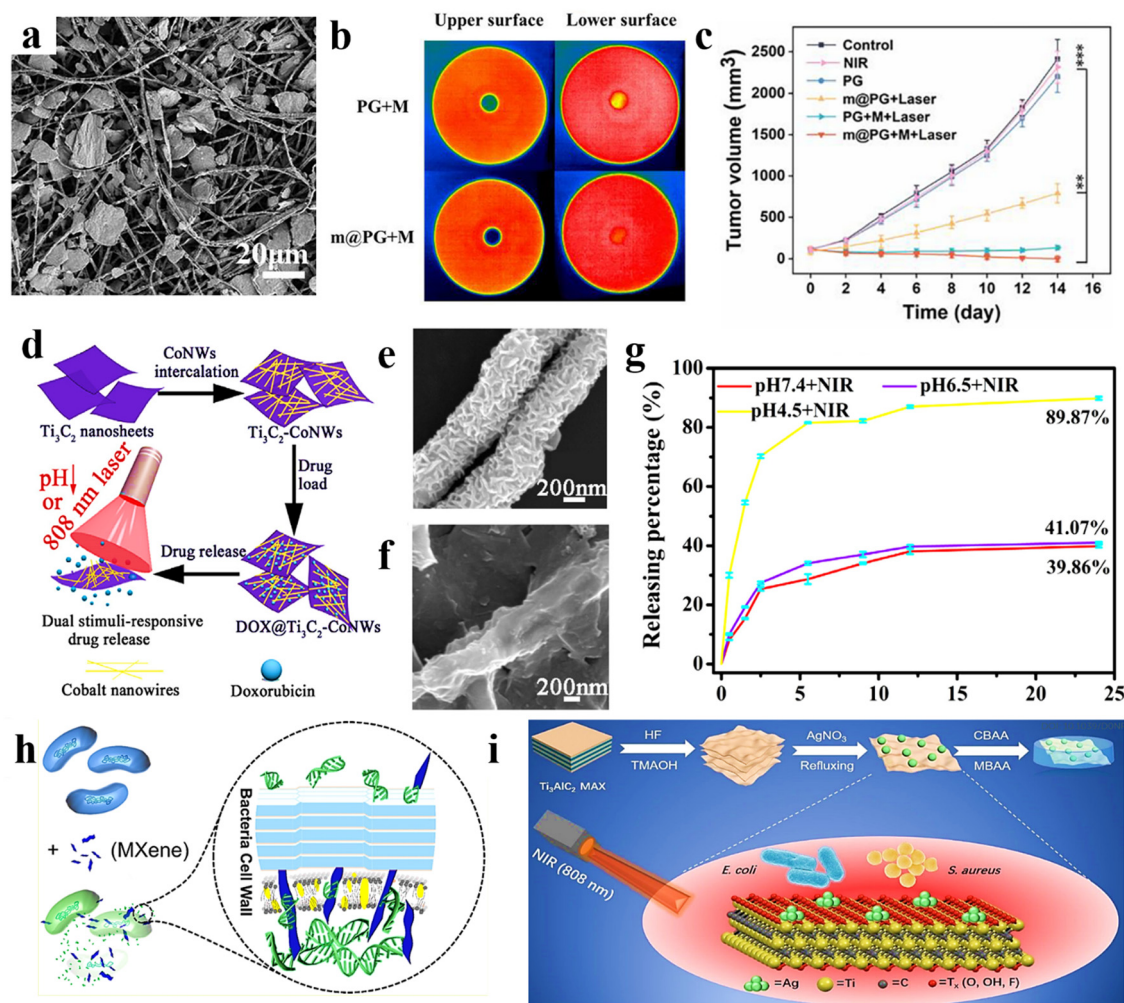 a
20μm
b
Upper surface
Lower surface
PG+M
m@PG+M
c
Tumor volume (mm3)
2500
2000
1500
1000
500
0
Control
NIR
PG
m@PG+Laser
PG+M+Laser
m@PG+M+Laser
***
**
0 2 4 6 8 10 12 14 16
Time (day)
d
CoNWs
intercalation
Ti3C2 nanosheets
Ti3C2-CoNWs
Drug
load
pH↓
or
808 nm laser
Drug release
Dual stimuli-responsive
drug release
DOX@Ti3C2-CoNWs
Cobalt nanowires
Doxorubicin
e
200nm
f
200nm
g
Releasing percentage (%)
100
80
60
40
20
0
pH7.4+NIR
pH6.5+NIR
pH4.5+NIR
89.87%
41.07%
39.86%
0 5 10 15 20 25
h
+
(MXene)
Bacteria Cell Wall
i
Ti3AlC2 MAX
HF
TMAOH
AgNO3
Refluxing
CBAA
MBAA
NIR (808 nm)
E. coli
S. aureus
=Ag
=Ti
=C
=Tx (O, OH, F)